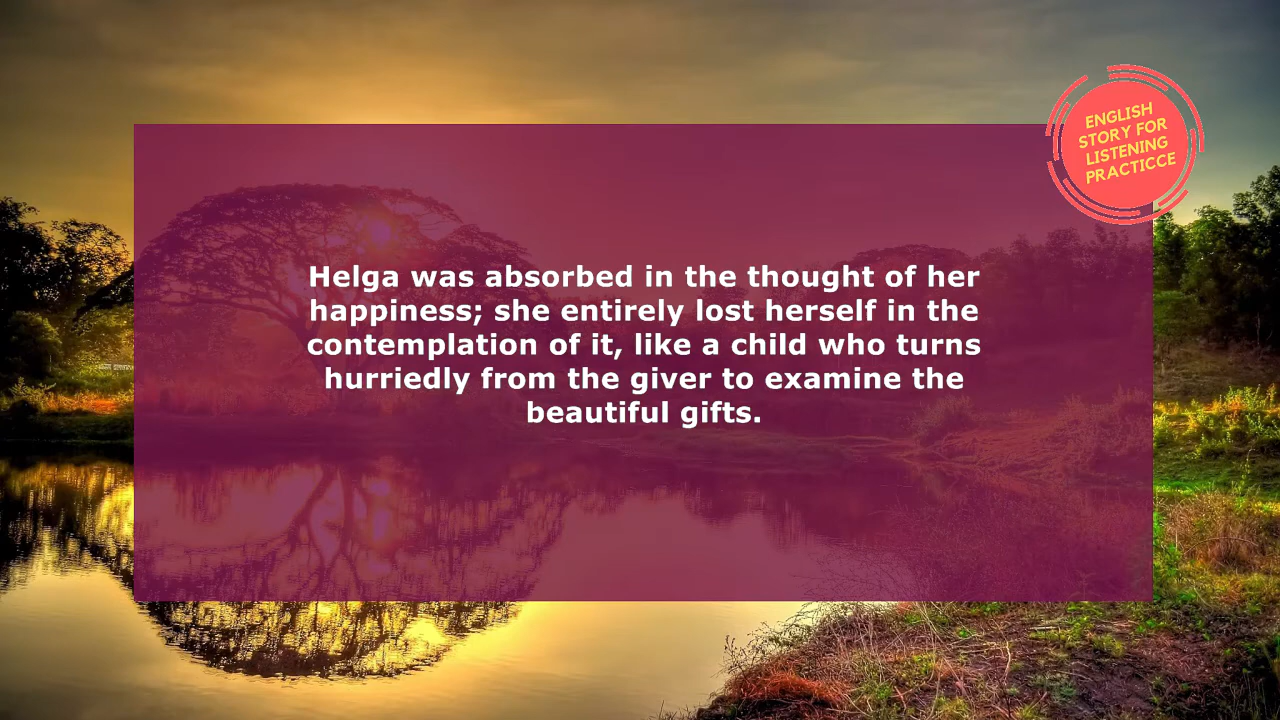 ENGLISH
STORY FOR
LISTENING
PRACTICCE
Helga was absorbed in the thought of her
happiness; she entirely lost herself in the
contemplation of it, like a child who turns
hurriedly from the giver to examine the
beautiful gifts.